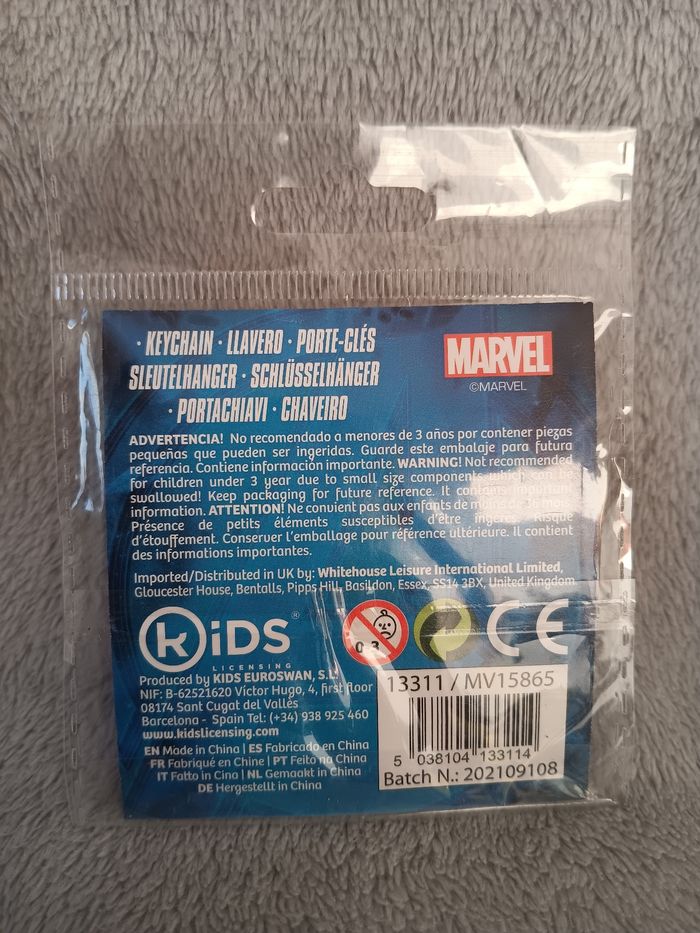 · KEYCHAIN · LLAVERO · PORTE-CLÉS
SLEUTELHANGER · SCHLÜSSELHÄNGER
· PORTACHIAVI · CHAVEIRO
MARVEL
©MARVEL
ADVERTENCIA! No recomendado a menores de 3 años por contener piezas
pequeñas que pueden ser ingeridas. Guarde este embalaje para futura
referencia. Contiene información importante. WARNING! Not recommended
for children under 3 year due to small size components which can be
swallowed! Keep packaging for future reference. It contains important
information. ATTENTION! Ne convient pas aux enfants de moins de 36 mois.
Présence de petits éléments susceptibles d'être ingérés. Risque
d'étouffement. Conserver l'emballage pour référence ultérieure. Il contient
des informations importantes.
Imported/Distributed in UK by: Whitehouse Leisure International Limited,
Gloucester House, Bentalls, Pipps Hill, Basildon, Essex, SS14 3BX, United Kingdom
kiDS®
LICENSING
0-3
CE
Produced by KIDS EUROSWAN, S.L.
NIF: B-62521620 Víctor Hugo, 4, first floor
08174 Sant Cugat del Vallès
Barcelona - Spain Tel: (+34) 938 925 460
www.kidslicensing.com
EN Made in China | ES Fabricado en China
FR Fabriqué en Chine | PT Feito na China
IT Fatto in Cina | NL Gemaakt in China
DE Hergestellt in China
13311 / MV15865
5 038104 133114
Batch N.: 202109108